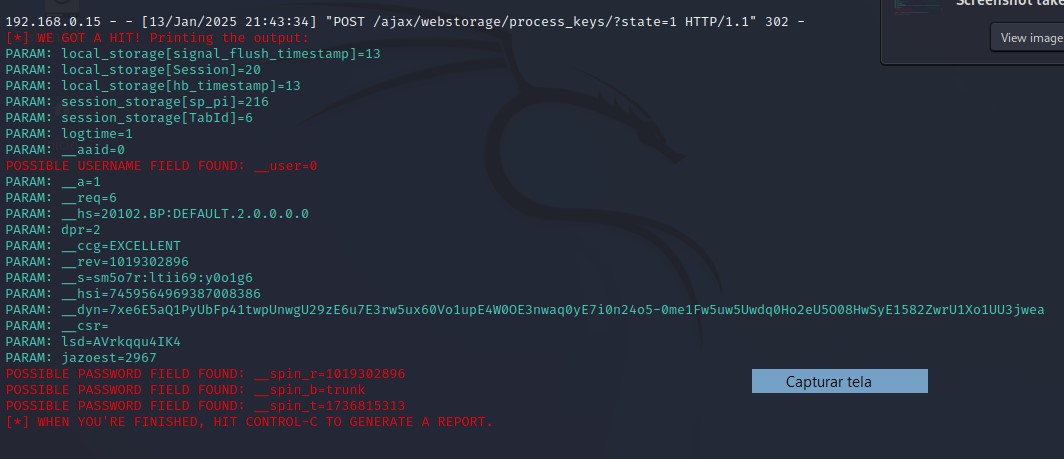 Screenshot take
View image
192.168.0.15 - - [13/Jan/2025 21:43:34] "POST /ajax/webstorage/process_keys/?state=1 HTTP/1.1" 302 -
[*] WE GOT A HIT! Printing the output:
PARAM: local_storage[signal_flush_timestamp]=13
PARAM: local_storage[Session]=20
PARAM: local_storage[hb_timestamp]=13
PARAM: session_storage[sp_pi]=216
PARAM: session_storage[TabId]=6
PARAM: logtime=1
PARAM: __aaid=0
POSSIBLE USERNAME FIELD FOUND: __user=0
PARAM: __a=1
PARAM: __req=6
PARAM: __hs=20102.BP:DEFAULT.2.0.0.0.0
PARAM: dpr=2
PARAM: __ccg=EXCELLENT
PARAM: __rev=1019302896
PARAM: __s=sm5o7r:ltii69:y0o1g6
PARAM: __hsi=7459564969387008386
PARAM: __dyn=7xe6E5aQ1PyUbFp41twpUnwgU29zE6u7E3rw5ux60Vo1upE4W0OE3nwaq0yE7i0n24o5-0me1Fw5uw5Uwdq0Ho2eU5O08HwSyE1582ZwrU1Xo1UU3jwea
PARAM: __csr=
PARAM: lsd=AVrkqqu4IK4
PARAM: jazoest=2967
POSSIBLE PASSWORD FIELD FOUND: __spin_r=1019302896
POSSIBLE PASSWORD FIELD FOUND: __spin_b=trunk
POSSIBLE PASSWORD FIELD FOUND: __spin_t=1736815313
[*] WHEN YOU'RE FINISHED, HIT CONTROL-C TO GENERATE A REPORT.
Capturar tela